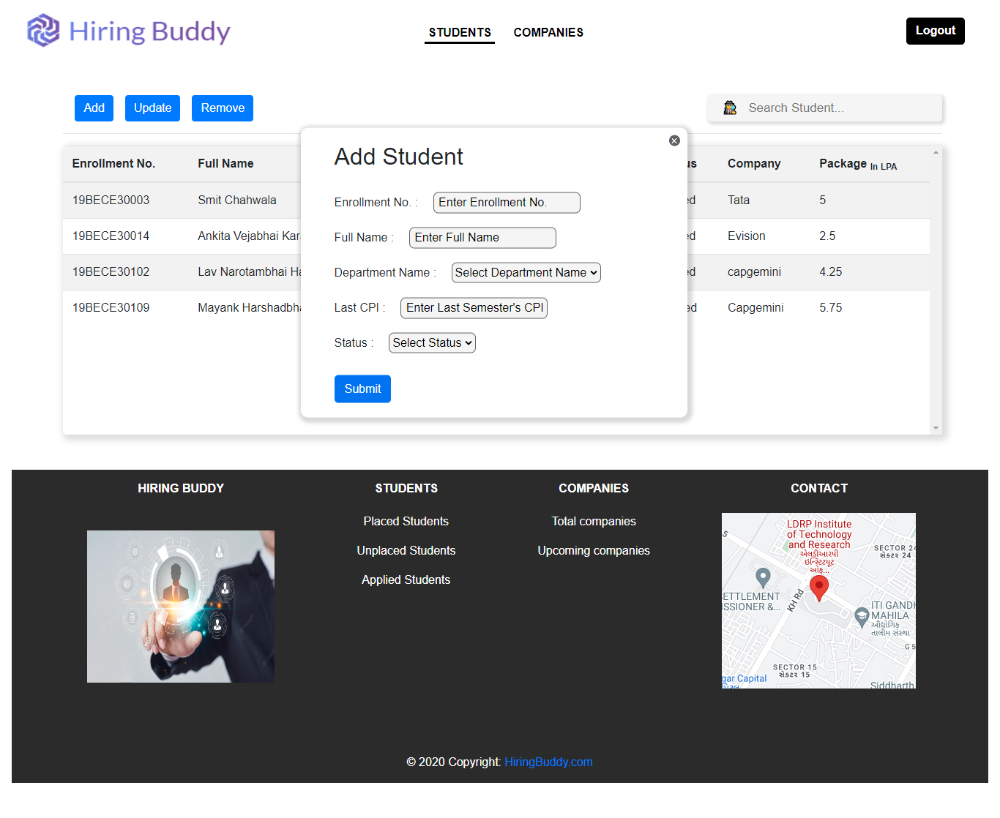 Hiring Buddy
STUDENTS COMPANIES
Logout
Add Update Remove
Search Student...
Enrollment No. Full Name us Company Package In LPA
19BECE30003 Smit Chahwala ed Tata 5
19BECE30014 Ankita Vejabhai Kar ed Evision 2.5
19BECE30102 Lav Narotambhai Ha ed capgemini 4.25
19BECE30109 Mayank Harshadbha ed Capgemini 5.75
Add Student
Enrollment No. : Enter Enrollment No.
Full Name : Enter Full Name
Department Name : Select Department Name
Last CPI : Enter Last Semester's CPI
Status : Select Status
Submit
HIRING BUDDY
STUDENTS
Placed Students
Unplaced Students
Applied Students
COMPANIES
Total companies
Upcoming companies
CONTACT
LDRP Institute
of Technology
and Research
એલડીઆરપી
ઇન્સ્ટિટ્યૂટ
ઓફ...
SECTOR 24
સેક્ટર 24
ETTLEMENT
SSIONER &...
KH Rd
ITI GANDH
MAHILA
ઔદ્યોગિક
તાલીમ સંસ્થા
G 5
SECTOR 15
સેક્ટર 15
gar Capital
Siddharth
© 2020 Copyright: HiringBuddy.com